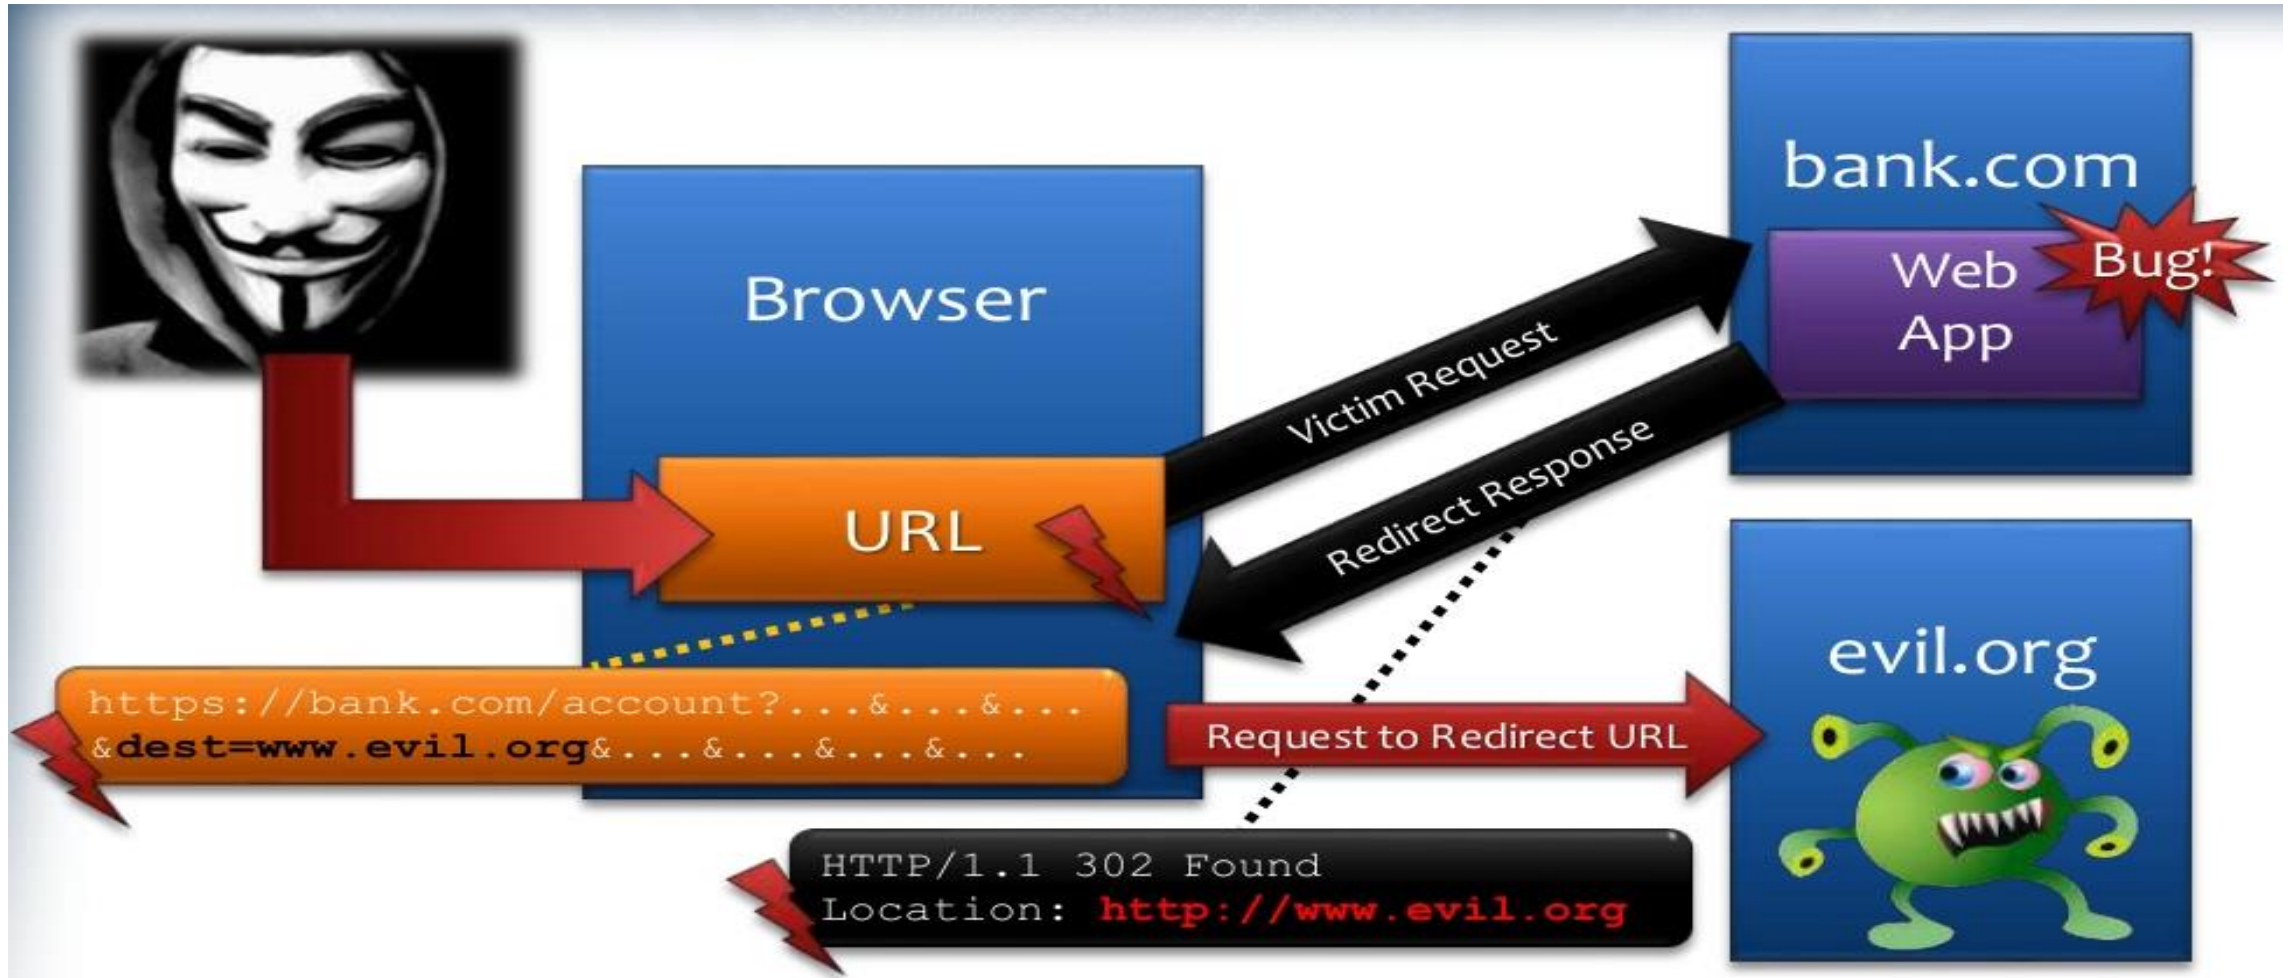 Browser
URL
https://bank.com/account?...&...&...
&dest=www.evil.org&...&...&...&...
Victim Request
Redirect Response
bank.com
Web
App
Bug!
Request to Redirect URL
evil.org
HTTP/1.1 302 Found
Location: http://www.evil.org